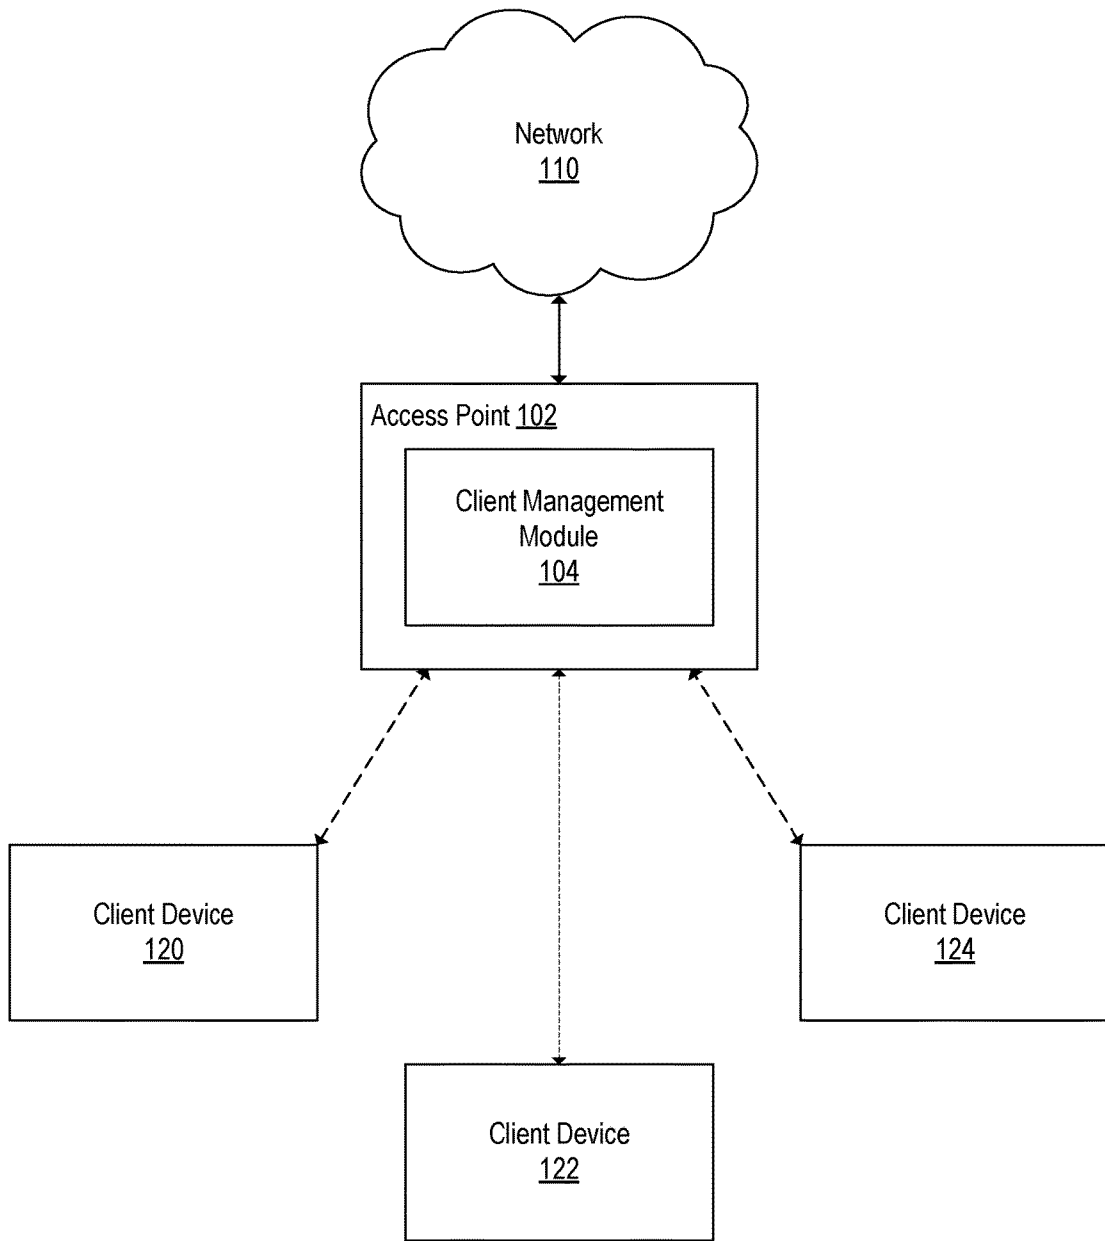 Network
110
Access Point 102
Client Management
Module
104
Client Device
120
Client Device
124
Client Device
122